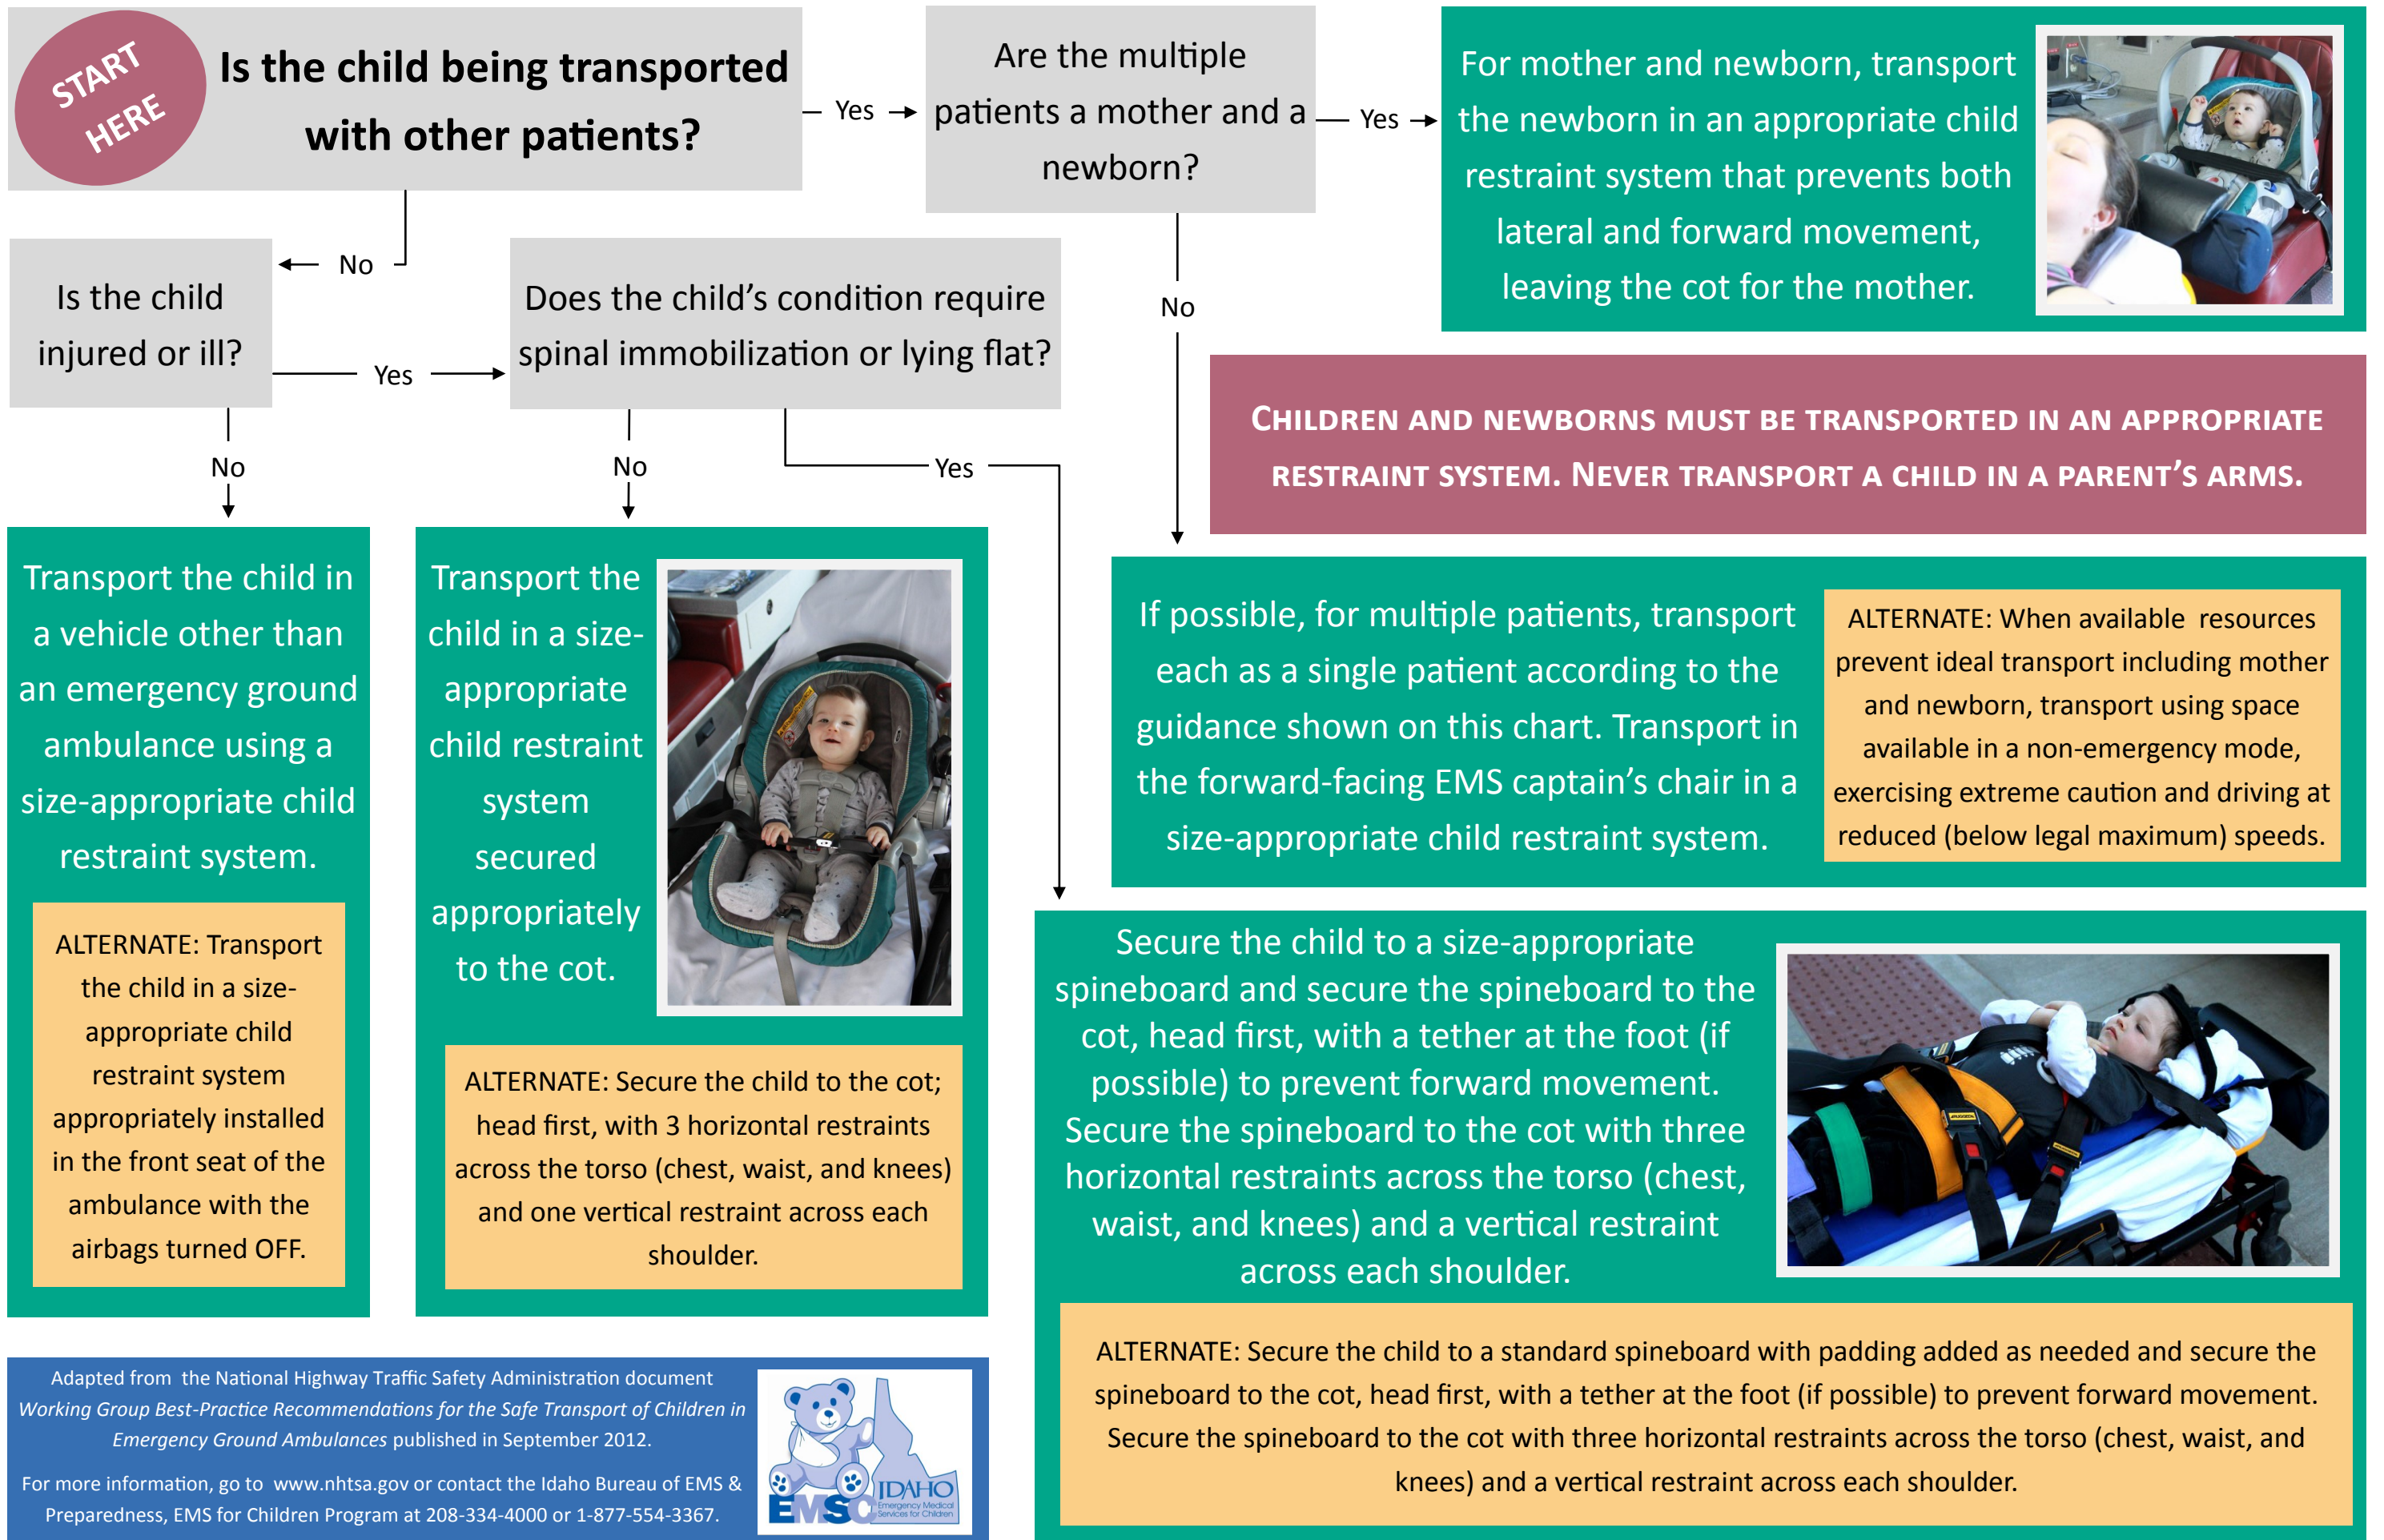 START
HERE
Is the child being transported
with other patients?
Yes
Are the multiple
patients a mother and a
newborn?
Yes
For mother and newborn, transport
the newborn in an appropriate child
restraint system that prevents both
lateral and forward movement,
leaving the cot for the mother.
No
Is the child
injured or ill?
Yes
Does the child's condition require
spinal immobilization or lying flat?
No
CHILDREN AND NEWBORNS MUST BE TRANSPORTED IN AN APPROPRIATE
RESTRAINT SYSTEM. NEVER TRANSPORT A CHILD IN A PARENT'S ARMS.
No
No
Yes
Transport the child in
a vehicle other than
an emergency ground
ambulance using a
size-appropriate child
restraint system.
ALTERNATE: Transport
the child in a size-
appropriate child
restraint system
appropriately installed
in the front seat of the
ambulance with the
airbags turned OFF.
Transport the
child in a size-
appropriate
child restraint
system
secured
appropriately
to the cot.
ALTERNATE: Secure the child to the cot;
head first, with 3 horizontal restraints
across the torso (chest, waist, and knees)
and one vertical restraint across each
shoulder.
If possible, for multiple patients, transport
each as a single patient according to the
guidance shown on this chart. Transport in
the forward-facing EMS captain's chair in a
size-appropriate child restraint system.
ALTERNATE: When available resources
prevent ideal transport including mother
and newborn, transport using space
available in a non-emergency mode,
exercising extreme caution and driving at
reduced (below legal maximum) speeds.
Secure the child to a size-appropriate
spineboard and secure the spineboard to the
cot, head first, with a tether at the foot (if
possible) to prevent forward movement.
Secure the spineboard to the cot with three
horizontal restraints across the torso (chest,
waist, and knees) and a vertical restraint
across each shoulder.
ALTERNATE: Secure the child to a standard spineboard with padding added as needed and secure the
spineboard to the cot, head first, with a tether at the foot (if possible) to prevent forward movement.
Secure the spineboard to the cot with three horizontal restraints across the torso (chest, waist, and
knees) and a vertical restraint across each shoulder.
Adapted from the National Highway Traffic Safety Administration document
Working Group Best-Practice Recommendations for the Safe Transport of Children in
Emergency Ground Ambulances published in September 2012.
For more information, go to www.nhtsa.gov or contact the Idaho Bureau of EMS &
Preparedness, EMS for Children Program at 208-334-4000 or 1-877-554-3367.
EMSC
IDAHO
Emergency Medical
Services for Children